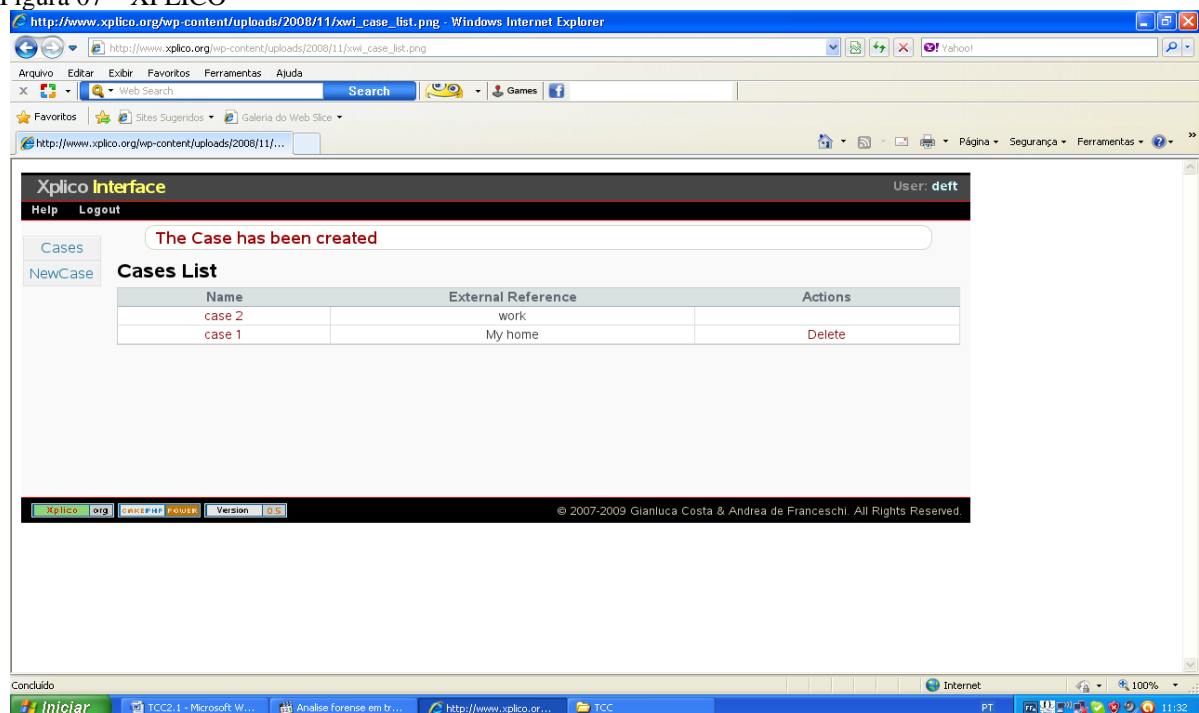 Figura 07 – XPLICO
http://www.xplico.org/wp-content/uploads/2008/11/xwi_case_list.png - Windows Internet Explorer
http://www.xplico.org/wp-content/uploads/2008/11/xwi_case_list.png
Yahoo!
Arquivo Editar Exibir Favoritos Ferramentas Ajuda
x Web Search Search Games
Favoritos Sites Sugeridos Galeria do Web Slice
http://www.xplico.org/wp-content/uploads/2008/11/...
Página Segurança Ferramentas »
Xplico Interface User: deft
Help Logout
The Case has been created
Cases
NewCase
Cases List
Name External Reference Actions
case 2 work
case 1 My home Delete
Xplico org CAKEPHP POWER Version 0.5
© 2007-2009 Gianluca Costa & Andrea de Franceschi. All Rights Reserved.
Concluído Internet 100%
Iniciar TCC2.1 - Microsoft W... Analise forense em tr... http://www.xplico.or... TCC PT 11:32